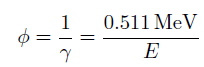 ϕ = 1/γ = 0.511 MeV/E